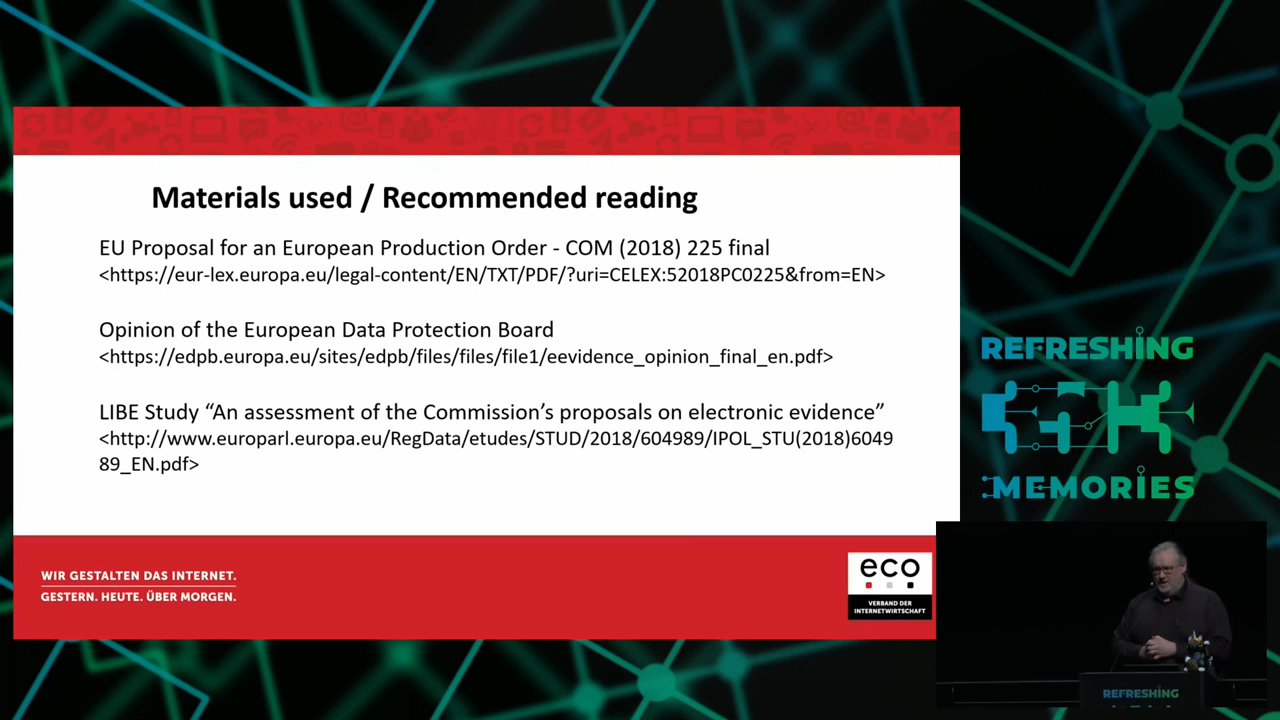 Materials used / Recommended reading
EU Proposal for an European Production Order - COM (2018) 225 final
<https://eur-lex.europa.eu/legal-content/EN/TXT/PDF/?uri=CELEX:52018PC0225&from=EN>
Opinion of the European Data Protection Board
<https://edpb.europa.eu/sites/edpb/files/files/file1/eevidence_opinion_final_en.pdf>
LIBE Study “An assessment of the Commission’s proposals on electronic evidence”
<http://www.europarl.europa.eu/RegData/etudes/STUD/2018/604989/IPOL_STU(2018)6049
89_EN.pdf>
WIR GESTALTEN DAS INTERNET.
GESTERN. HEUTE. ÜBER MORGEN.
eco
VERBAND DER
INTERNETWIRTSCHAFT
REFRESHING
MEMORIES
REFRESHING